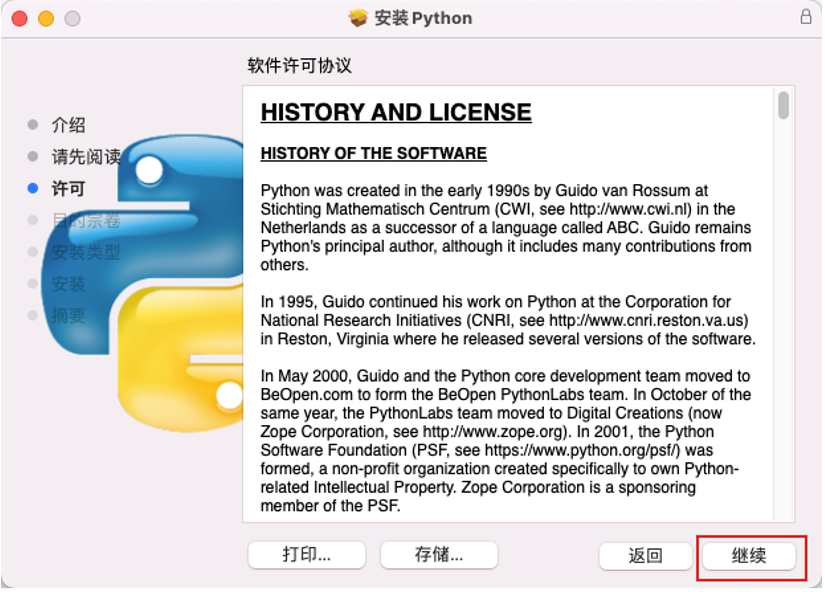 安装 Python
软件许可协议
介绍
请先阅读
许可
目的宗卷
安装类型
安装
摘要
HISTORY AND LICENSE
HISTORY OF THE SOFTWARE
Python was created in the early 1990s by Guido van Rossum at
Stichting Mathematisch Centrum (CWI, see http://www.cwi.nl) in the
Netherlands as a successor of a language called ABC. Guido remains
Python's principal author, although it includes many contributions from
others.
In 1995, Guido continued his work on Python at the Corporation for
National Research Initiatives (CNRI, see http://www.cnri.reston.va.us)
in Reston, Virginia where he released several versions of the software.
In May 2000, Guido and the Python core development team moved to
BeOpen.com to form the BeOpen PythonLabs team. In October of the
same year, the PythonLabs team moved to Digital Creations (now
Zope Corporation, see http://www.zope.org). In 2001, the Python
Software Foundation (PSF, see https://www.python.org/psf/) was
formed, a non-profit organization created specifically to own Python-
related Intellectual Property. Zope Corporation is a sponsoring
member of the PSF.
打印...
存储...
返回
继续